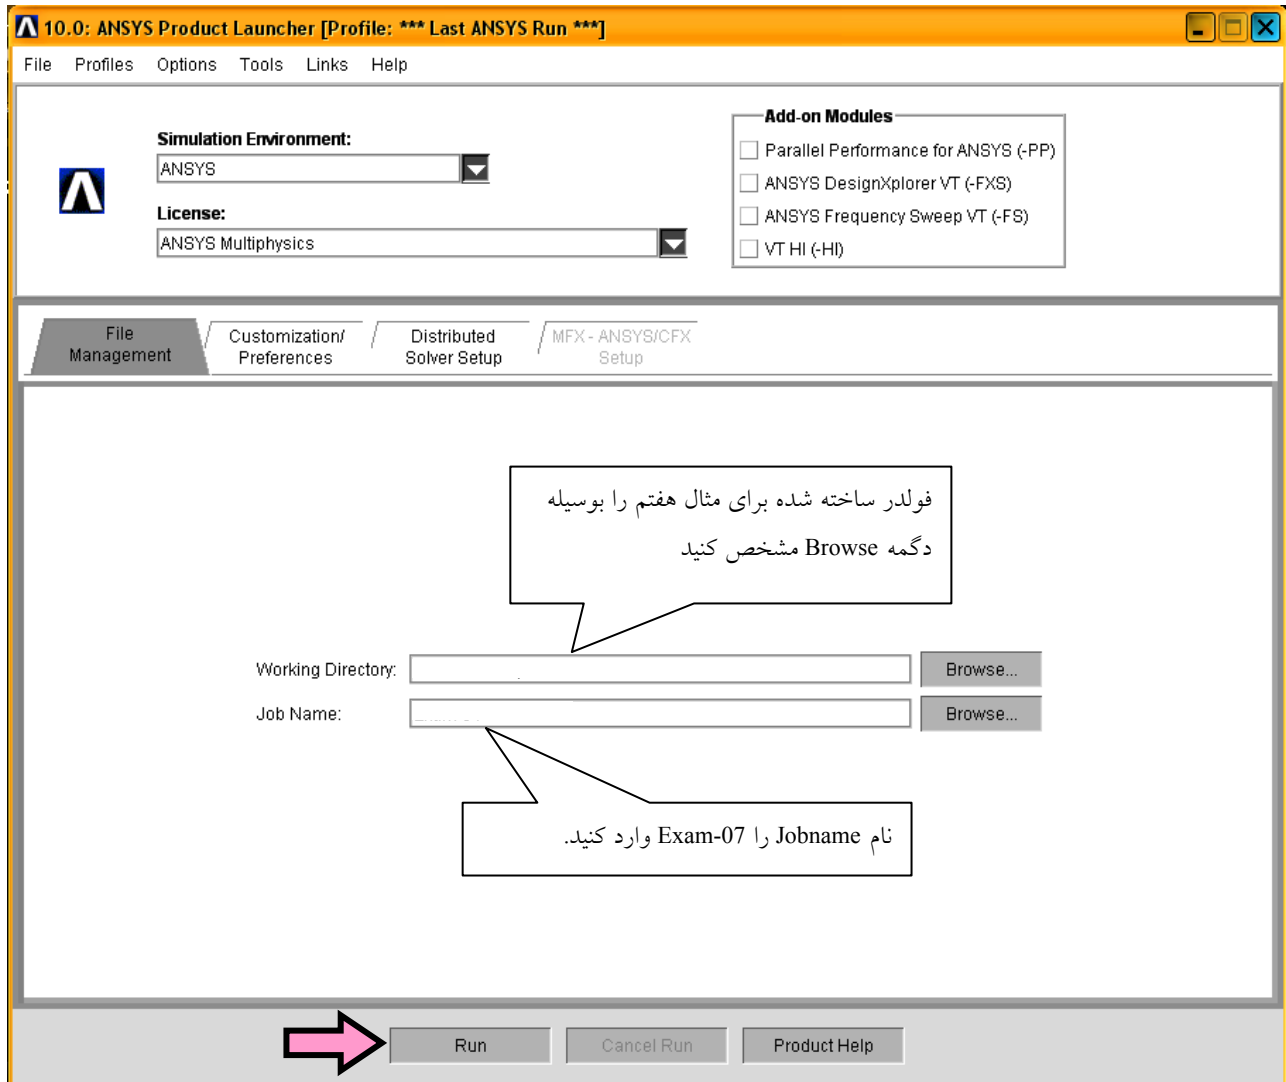 10.0: ANSYS Product Launcher [Profile: *** Last ANSYS Run ***]
File Profiles Options Tools Links Help
Simulation Environment:
ANSYS
License:
ANSYS Multiphysics
Add-on Modules
Parallel Performance for ANSYS (-PP)
ANSYS DesignXplorer VT (-FXS)
ANSYS Frequency Sweep VT (-FS)
VT HI (-HI)
File
Management
Customization/
Preferences
Distributed
Solver Setup
MFX - ANSYS/CFX
Setup
فولدر ساخته شده برای مثال هفتم را بوسیله
دگمه Browse مشخص کنید
Working Directory:
Browse...
Job Name:
Browse...
نام Jobname را Exam-07 وارد کنید.
Run
Cancel Run
Product Help